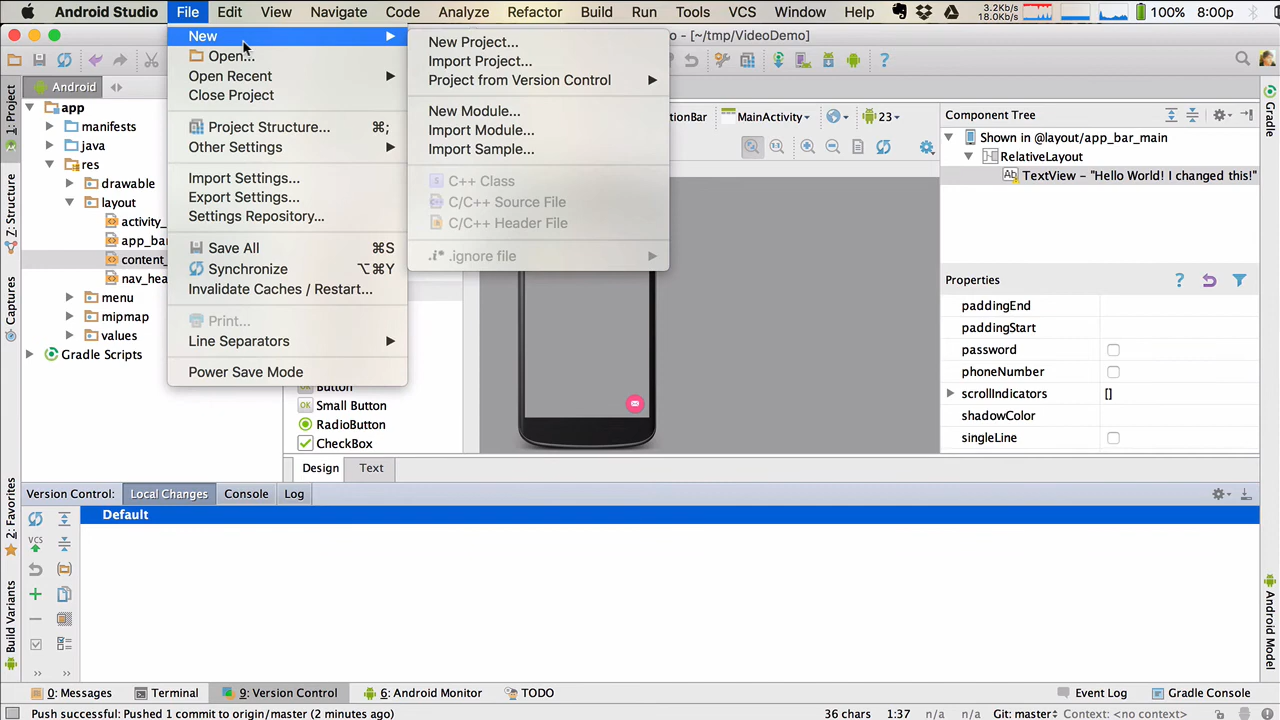 Android Studio File Edit View Navigate Code Analyze Refactor Build Run Tools VCS Window Help 3.2Kb/s 18.0Kb/s 100% 8:00p
o - [~/tmp/VideoDemo]
1: Project
Z: Structure
Captures
2: Favorites
Build Variants
Android
app
manifests
java
res
drawable
layout
activity_
app_bar
content_
nav_hea
menu
mipmap
values
Gradle Scripts
New
Open...
Open Recent
Close Project
Project Structure... ⌘;
Other Settings
Import Settings...
Export Settings...
Settings Repository...
Save All ⌘S
Synchronize ⌥⌘Y
Invalidate Caches / Restart...
Print...
Line Separators
Power Save Mode
New Project...
Import Project...
Project from Version Control
New Module...
Import Module...
Import Sample...
C++ Class
C/C++ Source File
C/C++ Header File
.ignore file
Button
Small Button
RadioButton
CheckBox
Design Text
tionBar MainActivity 23
Component Tree
Shown in @layout/app_bar_main
RelativeLayout
TextView - "Hello World! I changed this!"
Properties
paddingEnd
paddingStart
password
phoneNumber
scrollIndicators []
shadowColor
singleLine
Gradle
Android Model
Version Control: Local Changes Console Log
Default
0: Messages Terminal 9: Version Control 6: Android Monitor TODO Event Log Gradle Console
Push successful: Pushed 1 commit to origin/master (2 minutes ago) 36 chars 1:37 n/a n/a Git: master Context: <no context>